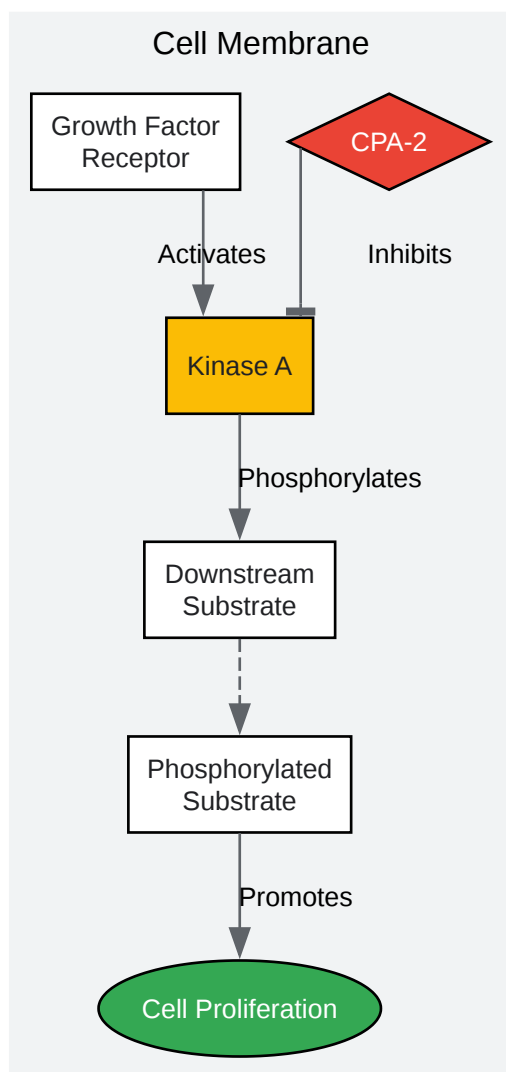 Cell Membrane
Growth Factor
Receptor
CPA-2
Activates
Inhibits
Kinase A
Phosphorylates
Downstream
Substrate
Phosphorylated
Substrate
Promotes
Cell Proliferation